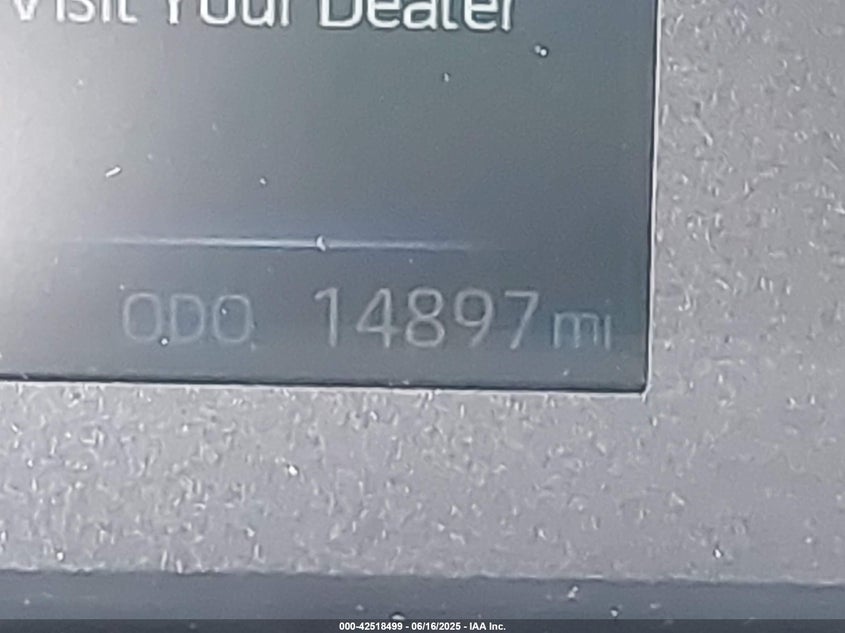 Visit Your Dealer
ODO 14897 mi
000-42518499 - 06/16/2025 - IAA Inc.